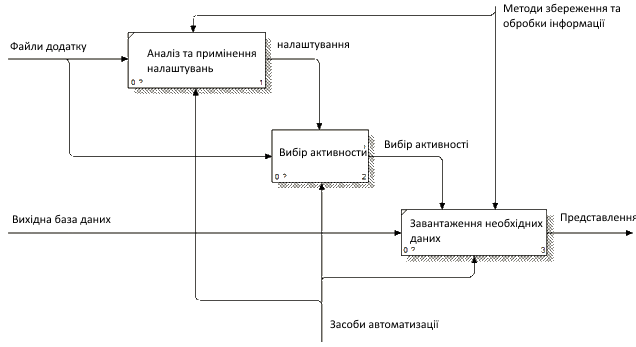 Методи збереження та
обробки інформації
Файли додатку
Аналіз та примінення
налаштувань
0 ?
1
налаштування
Вибір активности
0 ?
2
Вибір активності
Вихідна база даних
Завантаження необхідних
даних
0 ?
3
Представлення
Засоби автоматизації